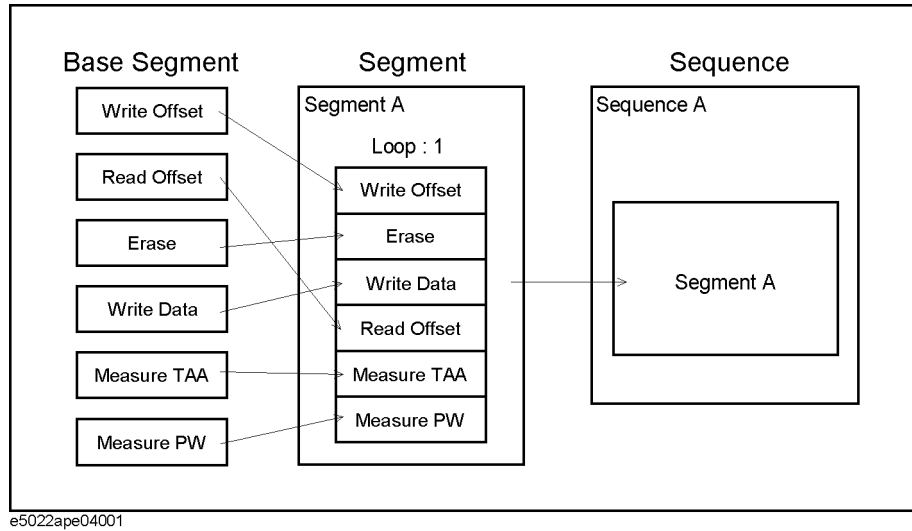 Base Segment
Write Offset
Read Offset
Erase
Write Data
Measure TAA
Measure PW
Segment
Segment A
Loop : 1
Write Offset
Erase
Write Data
Read Offset
Measure TAA
Measure PW
Sequence
Sequence A
Segment A
e5022ape04001